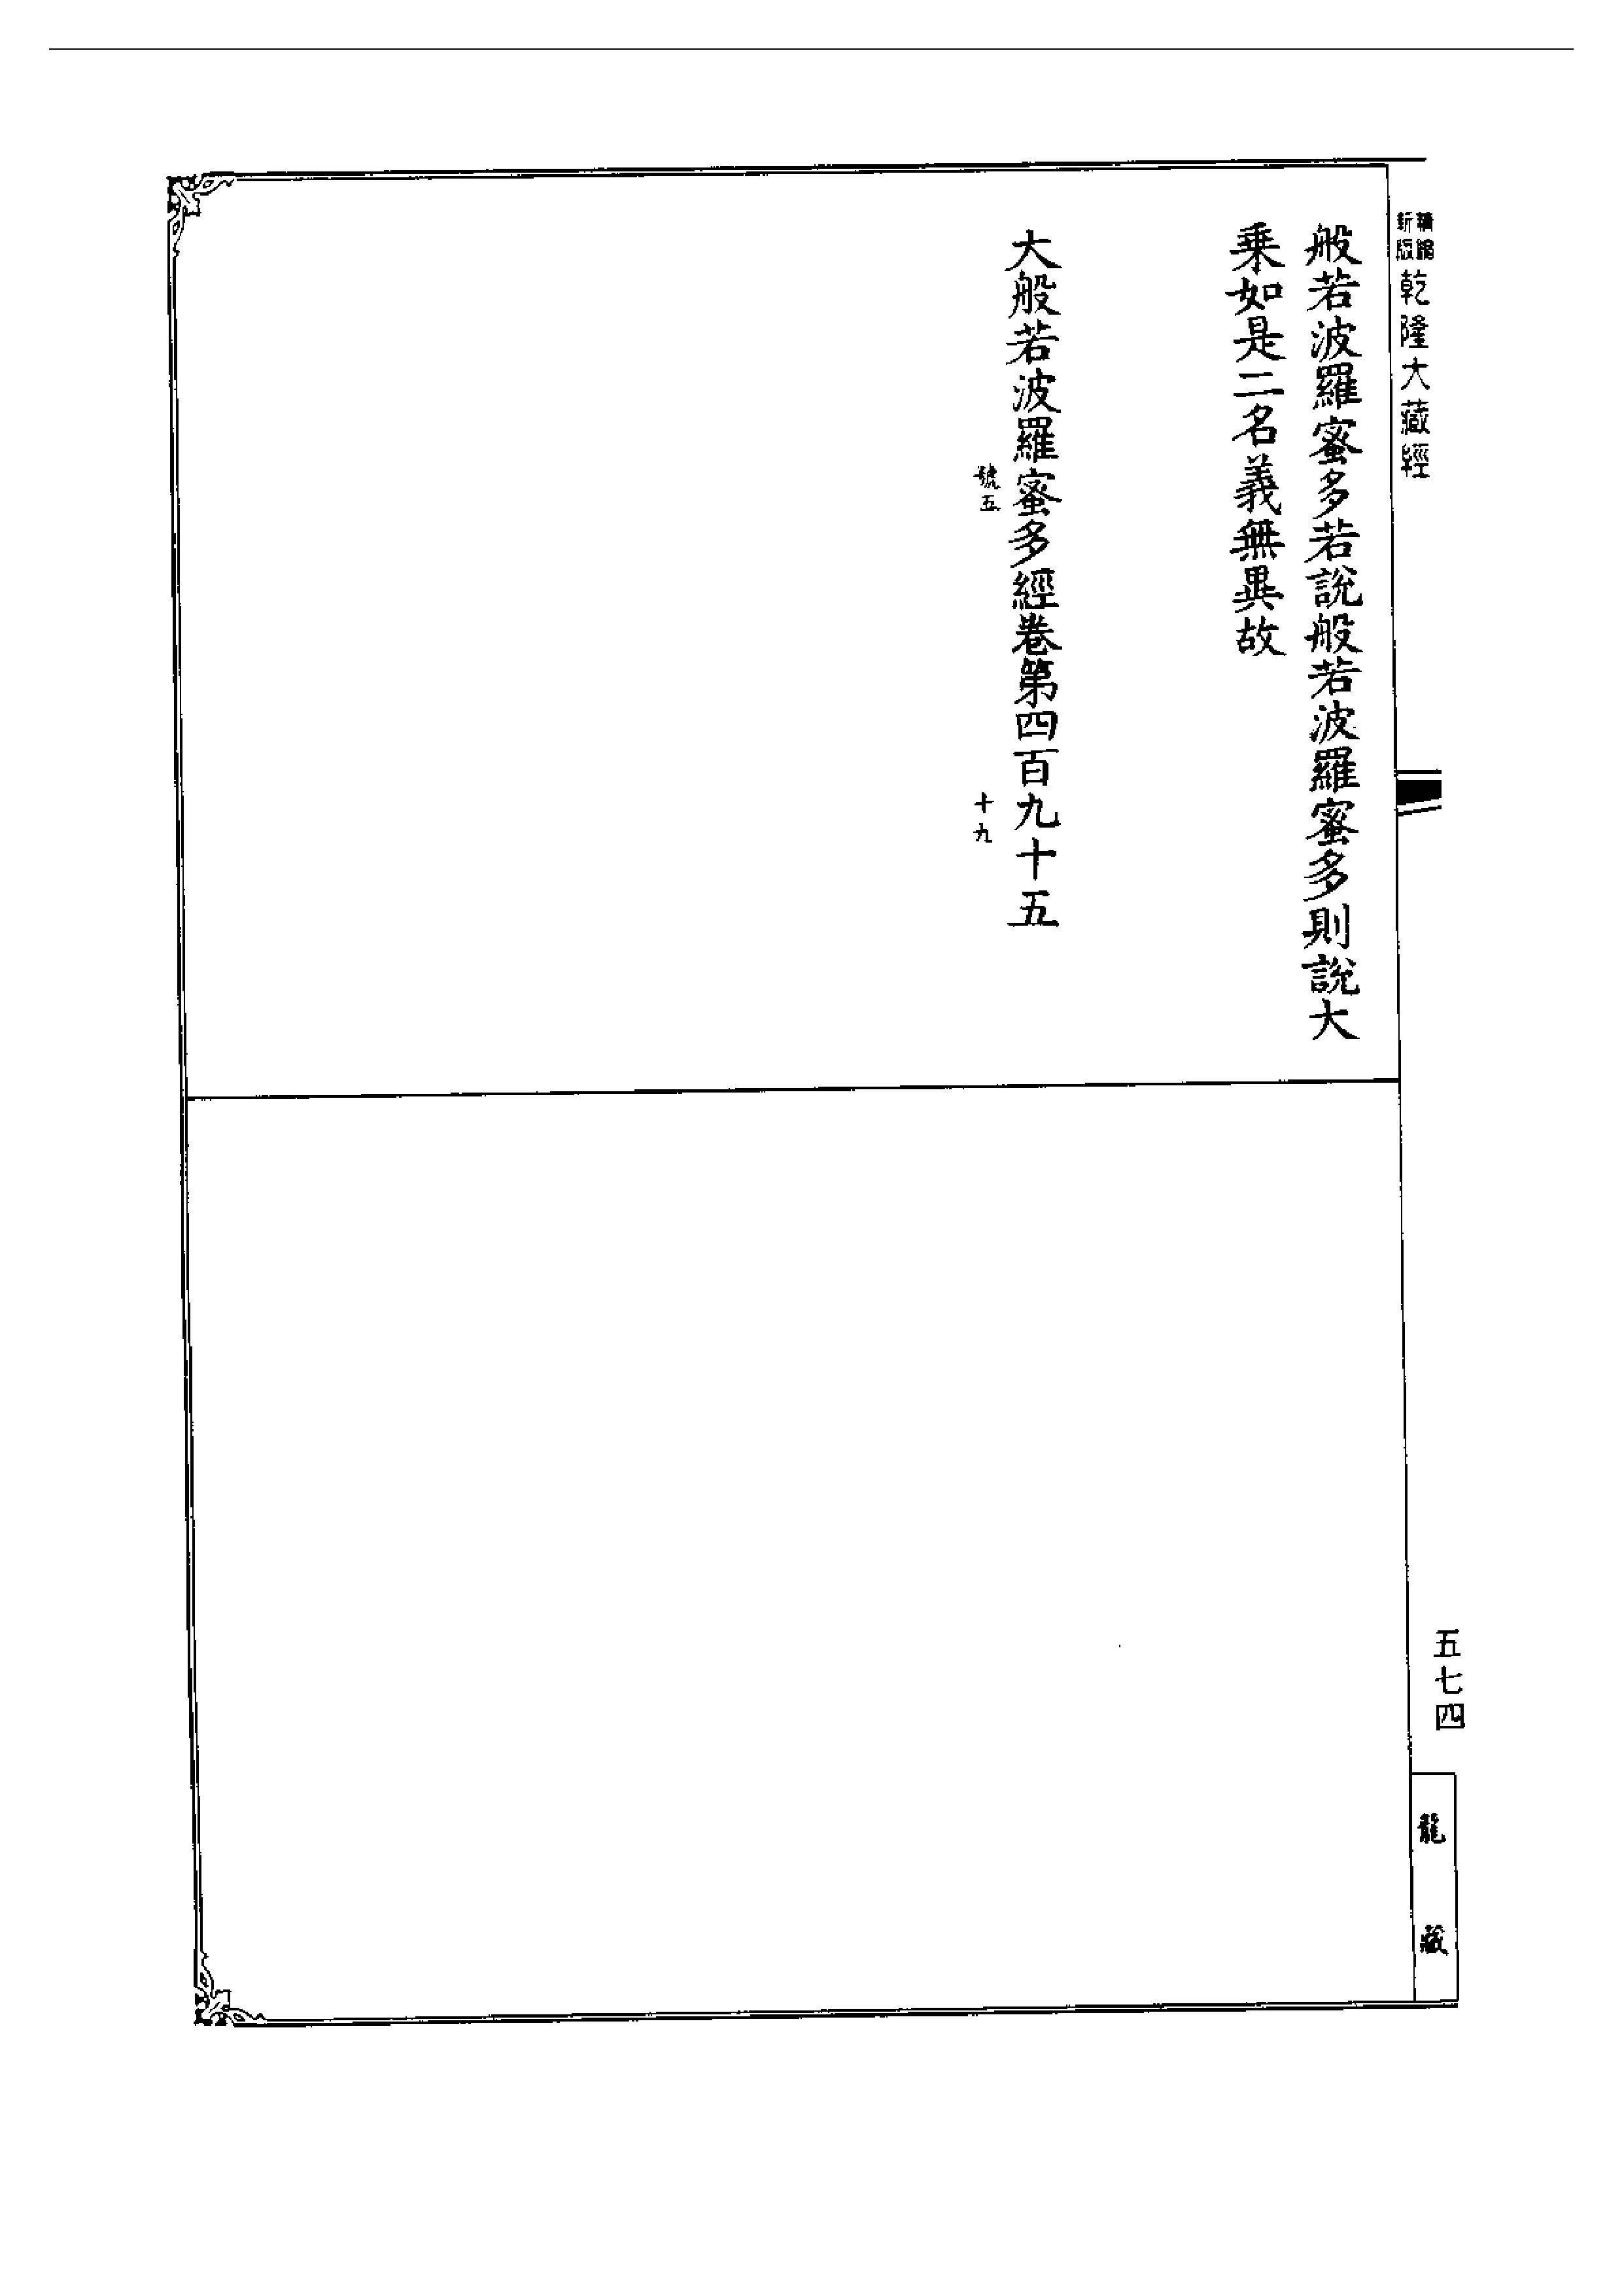 新版
精縮
乾隆大藏經
般若波羅蜜多若說般若波羅蜜多則說大
乗如是二名義無異故
大般若波羅蜜多經卷第四百九十五
號五
十九
五七四
龍藏